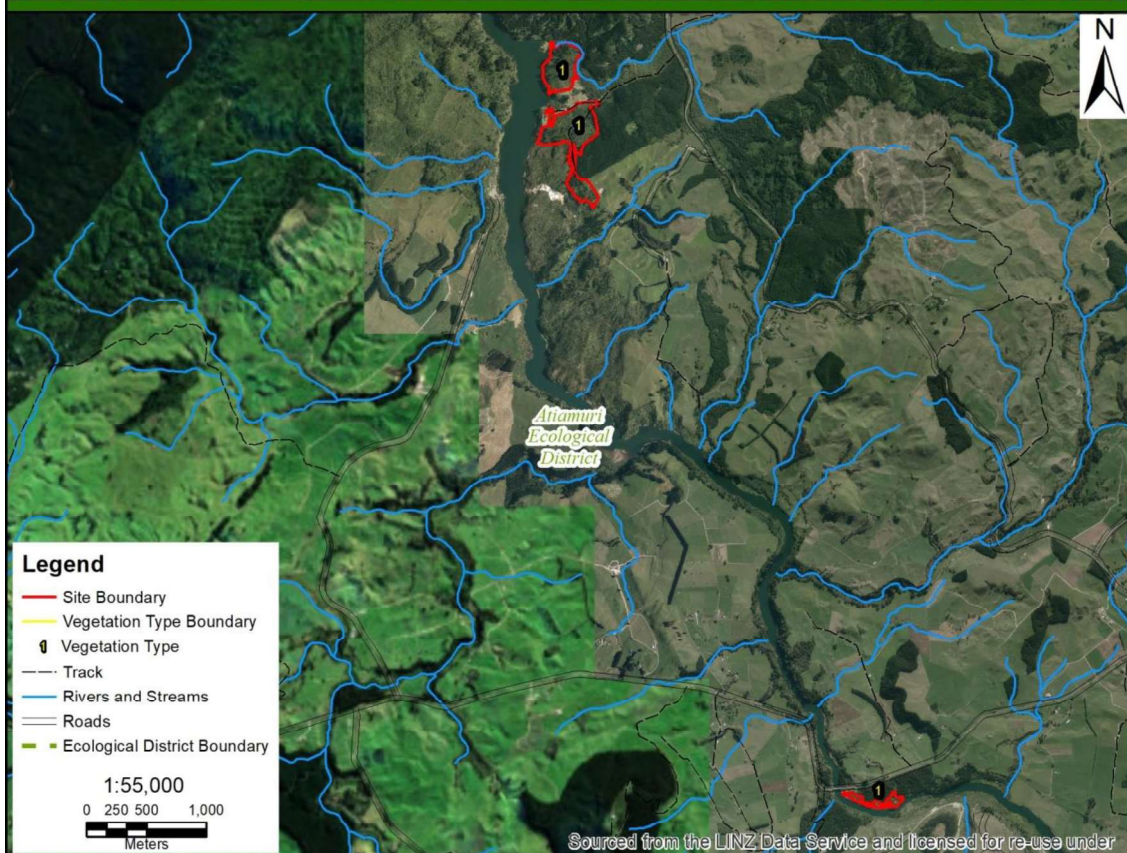 N
1
1
Atiamuri
Ecological
District
Legend
Site Boundary
Vegetation Type Boundary
1 Vegetation Type
Track
Rivers and Streams
Roads
Ecological District Boundary
1:55,000
0 250 500 1,000
Meters
1
Sourced from the LINZ Data Service and licensed for re-use under